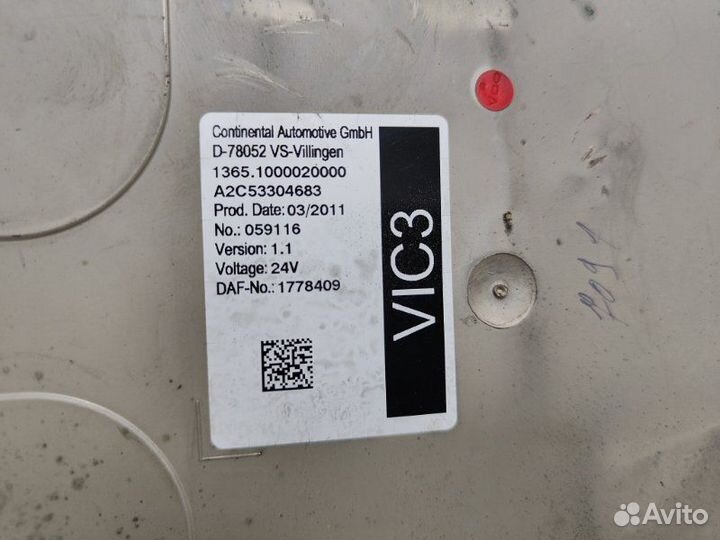 Continental Automotive GmbH
D-78052 VS-Villingen
1365.1000020000
A2C53304683
Prod. Date: 03/2011
No.: 059116
Version: 1.1
Voltage: 24V
DAF-No.: 1778409
VIC3
VDO
Avito